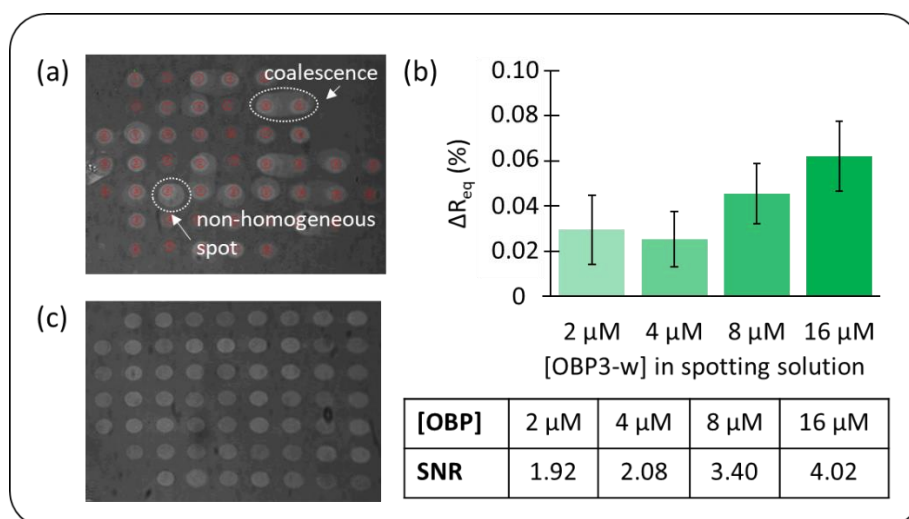 (a)
coalescence
non-homogeneous
spot
(b)
0.10
0.08
0.06
0.04
0.02
0
ΔReq (%)
2 µM 4 µM 8 µM 16 µM
[OBP3-w] in spotting solution
(c)
[OBP] 2 µM 4 µM 8 µM 16 µM
SNR 1.92 2.08 3.40 4.02